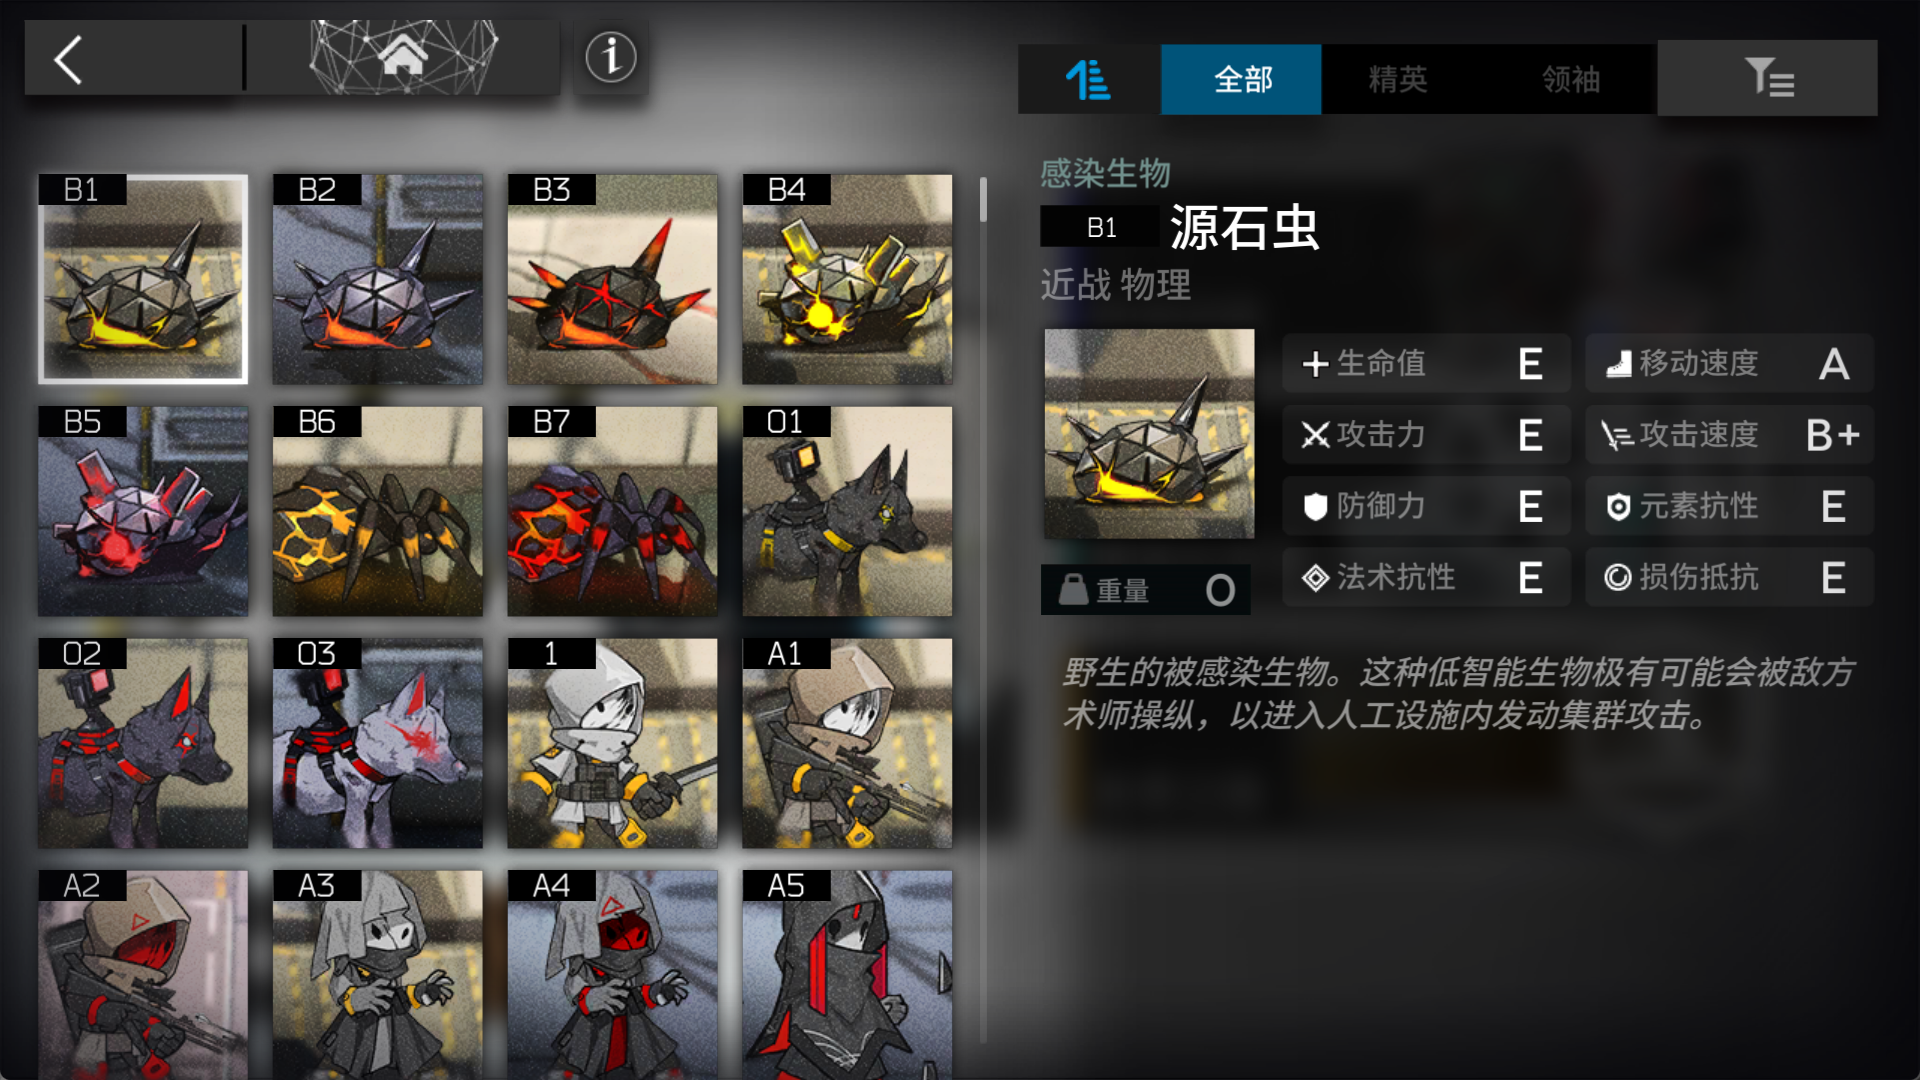 全部
精英
领袖
B1
B2
B3
B4
B5
B6
B7
01
02
03
1
A1
A2
A3
A4
A5
感染生物
B1 源石虫
近战 物理
生命值 E
移动速度 A
攻击力 E
攻击速度 B+
防御力 E
元素抗性 E
法术抗性 E
损伤抵抗 E
重量 0
野生的被感染生物。这种低智能生物极有可能会被敌方
术师操纵，以进入人工设施内发动集群攻击。